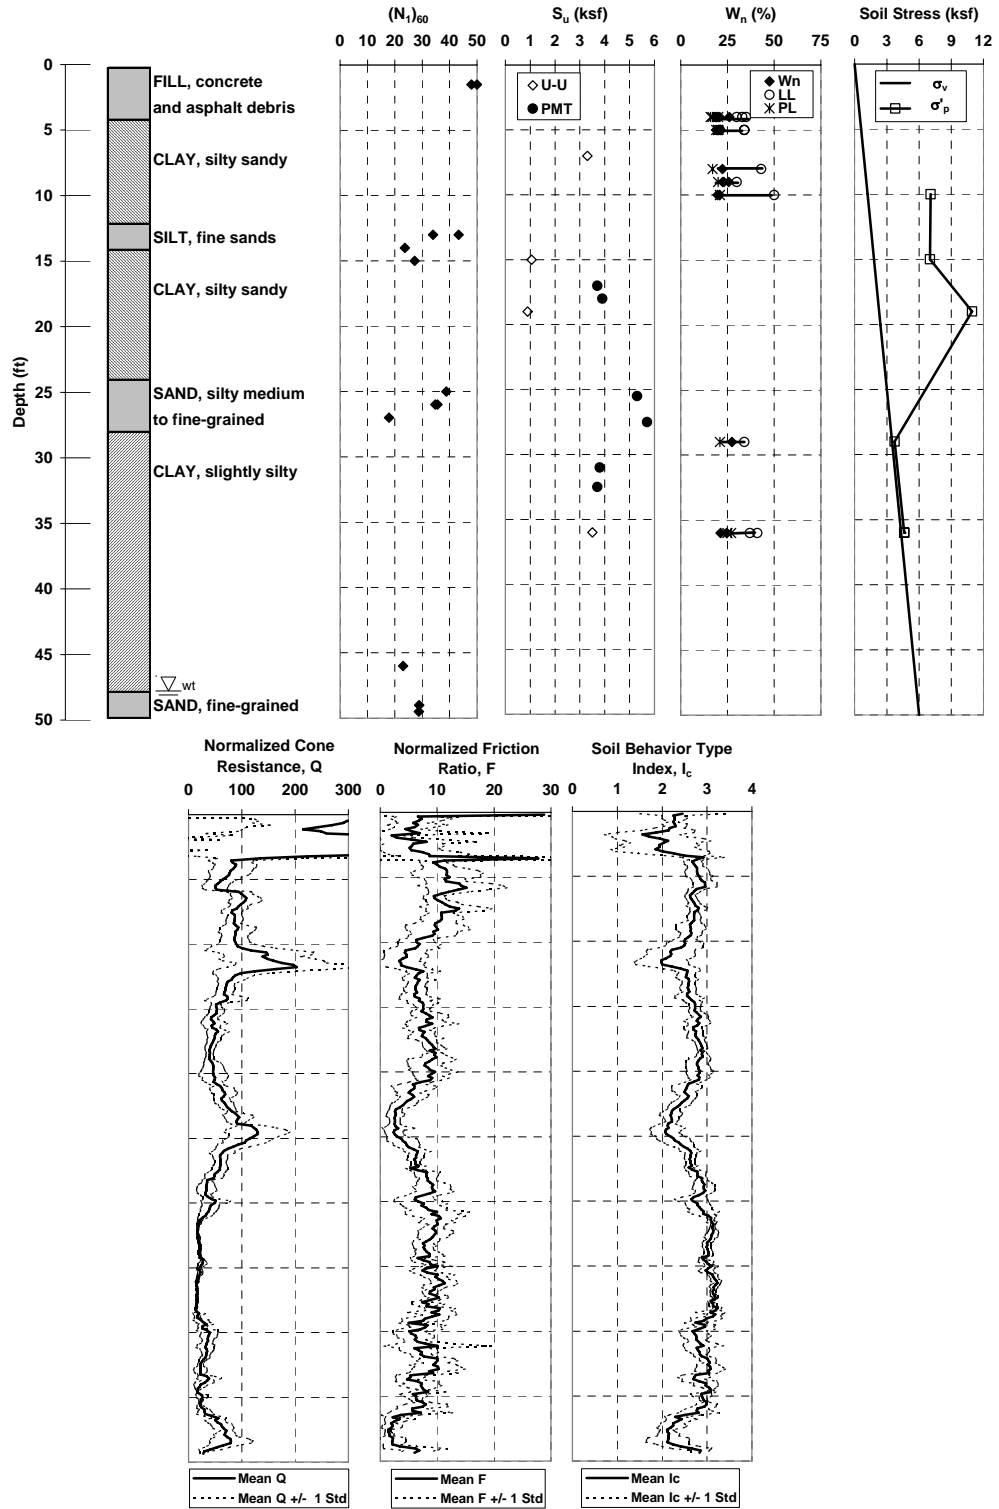 (N1)60
Su (ksf)
Wn (%)
Soil Stress (ksf)
0 10 20 30 40 50
0 1 2 3 4 5 6
0 25 50 75
0 3 6 9 12
0
5
10
15
20
25
30
35
40
45
50
Depth (ft)
FILL, concrete
and asphalt debris
CLAY, silty sandy
SILT, fine sands
CLAY, silty sandy
SAND, silty medium
to fine-grained
CLAY, slightly silty
wt
SAND, fine-grained
U-U
PMT
Wn
LL
PL
σv
σ'p
Normalized Cone
Resistance, Q
0 100 200 300
Normalized Friction
Ratio, F
0 10 20 30
Soil Behavior Type
Index, Ic
0 1 2 3 4
Mean Q
Mean Q +/- 1 Std
Mean F
Mean F +/- 1 Std
Mean Ic
Mean Ic +/- 1 Std